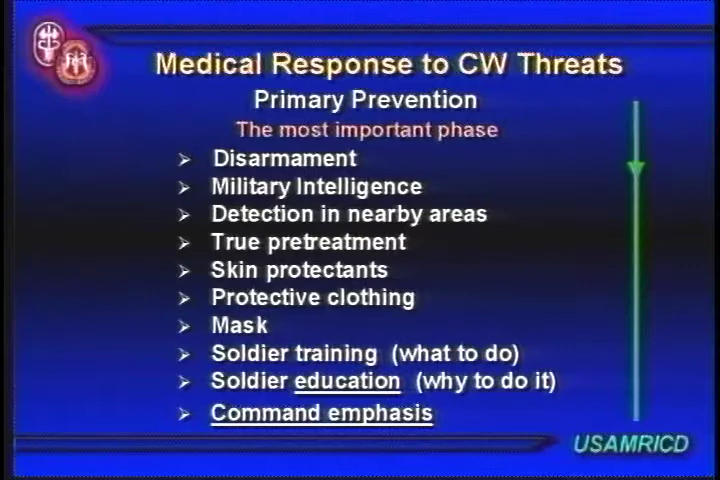 Medical Response to CW Threats
Primary Prevention
The most important phase
Disarmament
Military Intelligence
Detection in nearby areas
True pretreatment
Skin protectants
Protective clothing
Mask
Soldier training (what to do)
Soldier education (why to do it)
Command emphasis
USAMRICD